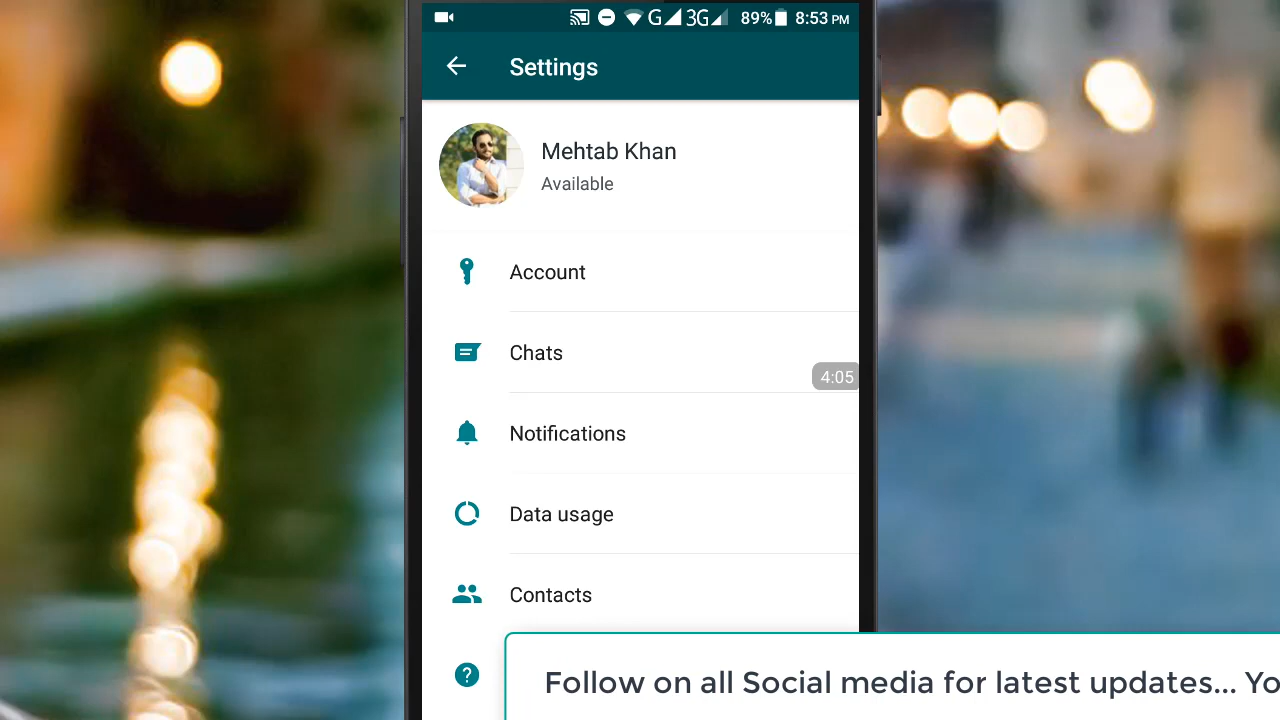 G 3G 89% 8:53 PM
Settings
Mehtab Khan
Available
Account
Chats
4:05
Notifications
Data usage
Contacts
?
Follow on all Social media for latest updates... Yo